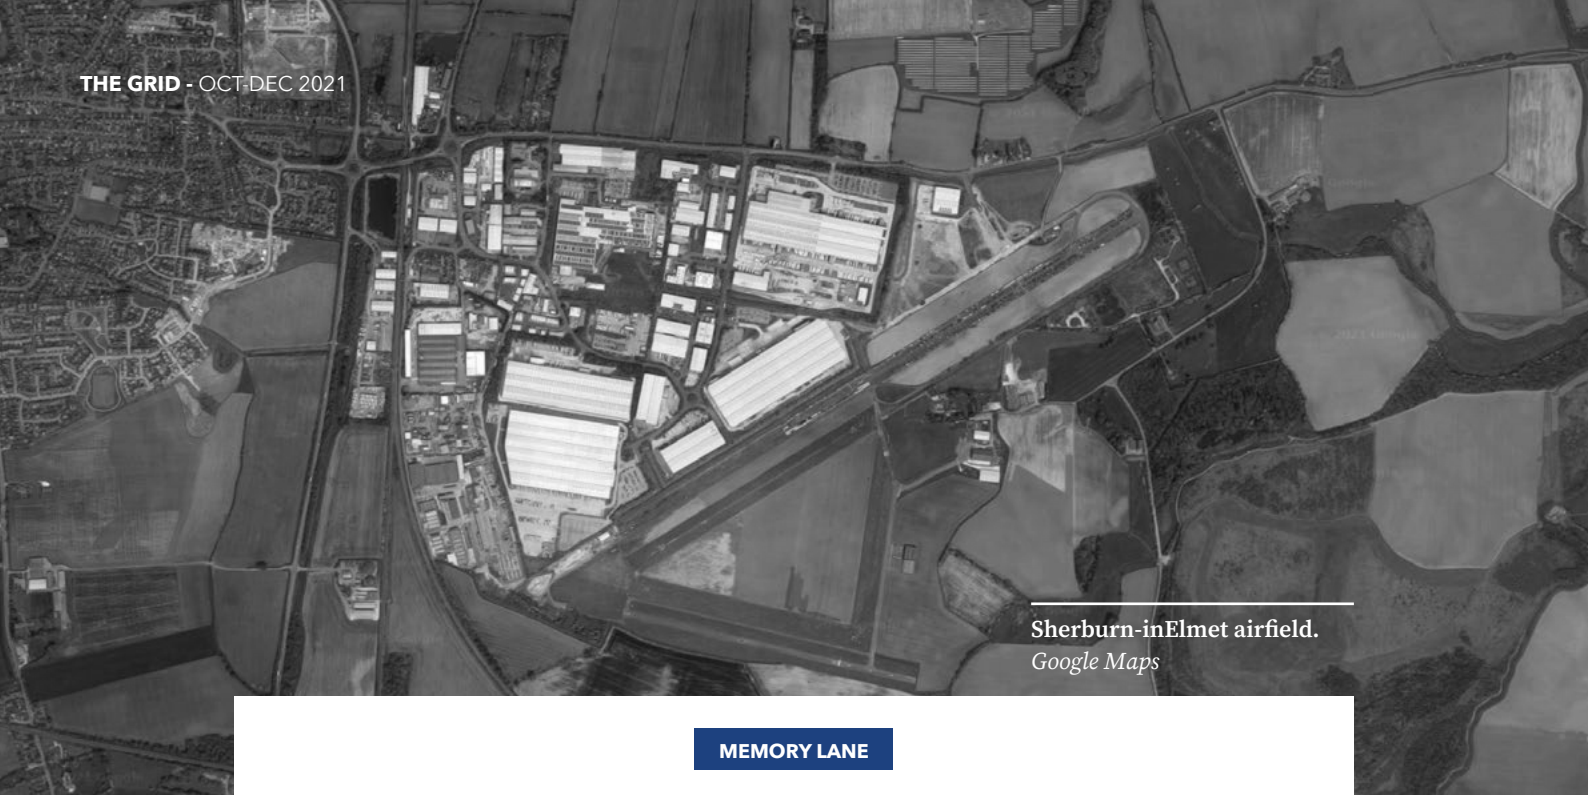 THE GRID - OCT-DEC 2021
Sherburn-inElmet airfield.
Google Maps
MEMORY LANE